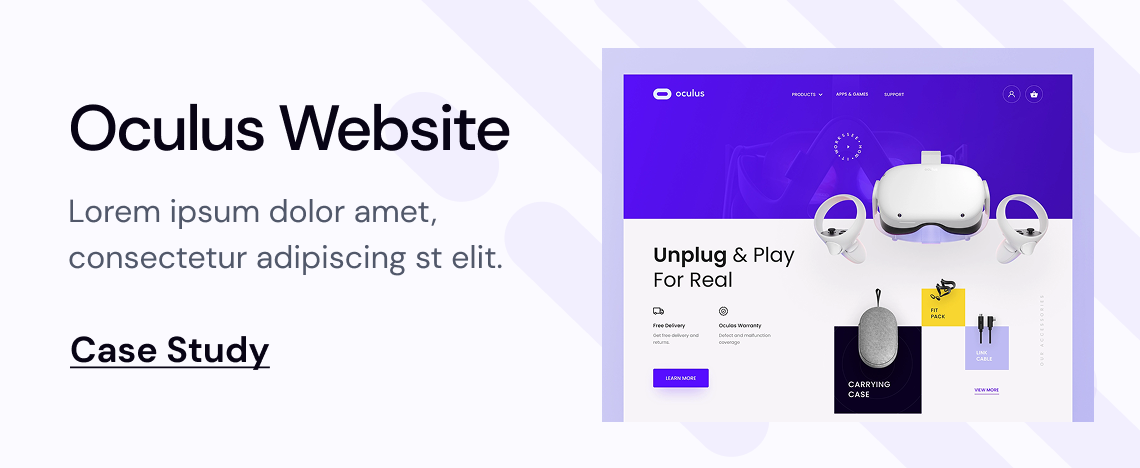 Oculus Website
Lorem ipsum dolor amet,
consectetur adipiscing st elit.
Case Study
oculus
PRODUCTS
APPS & GAMES
SUPPORT
Unplug & Play
For Real
Free Delivery
Get free delivery and
returns.
Oculus Warranty
Defect and malfunction
coverage
LEARN MORE
FIT
PACK
LINK
CABLE
CARRYING
CASE
VIEW MORE
OUR ACCESSORIES